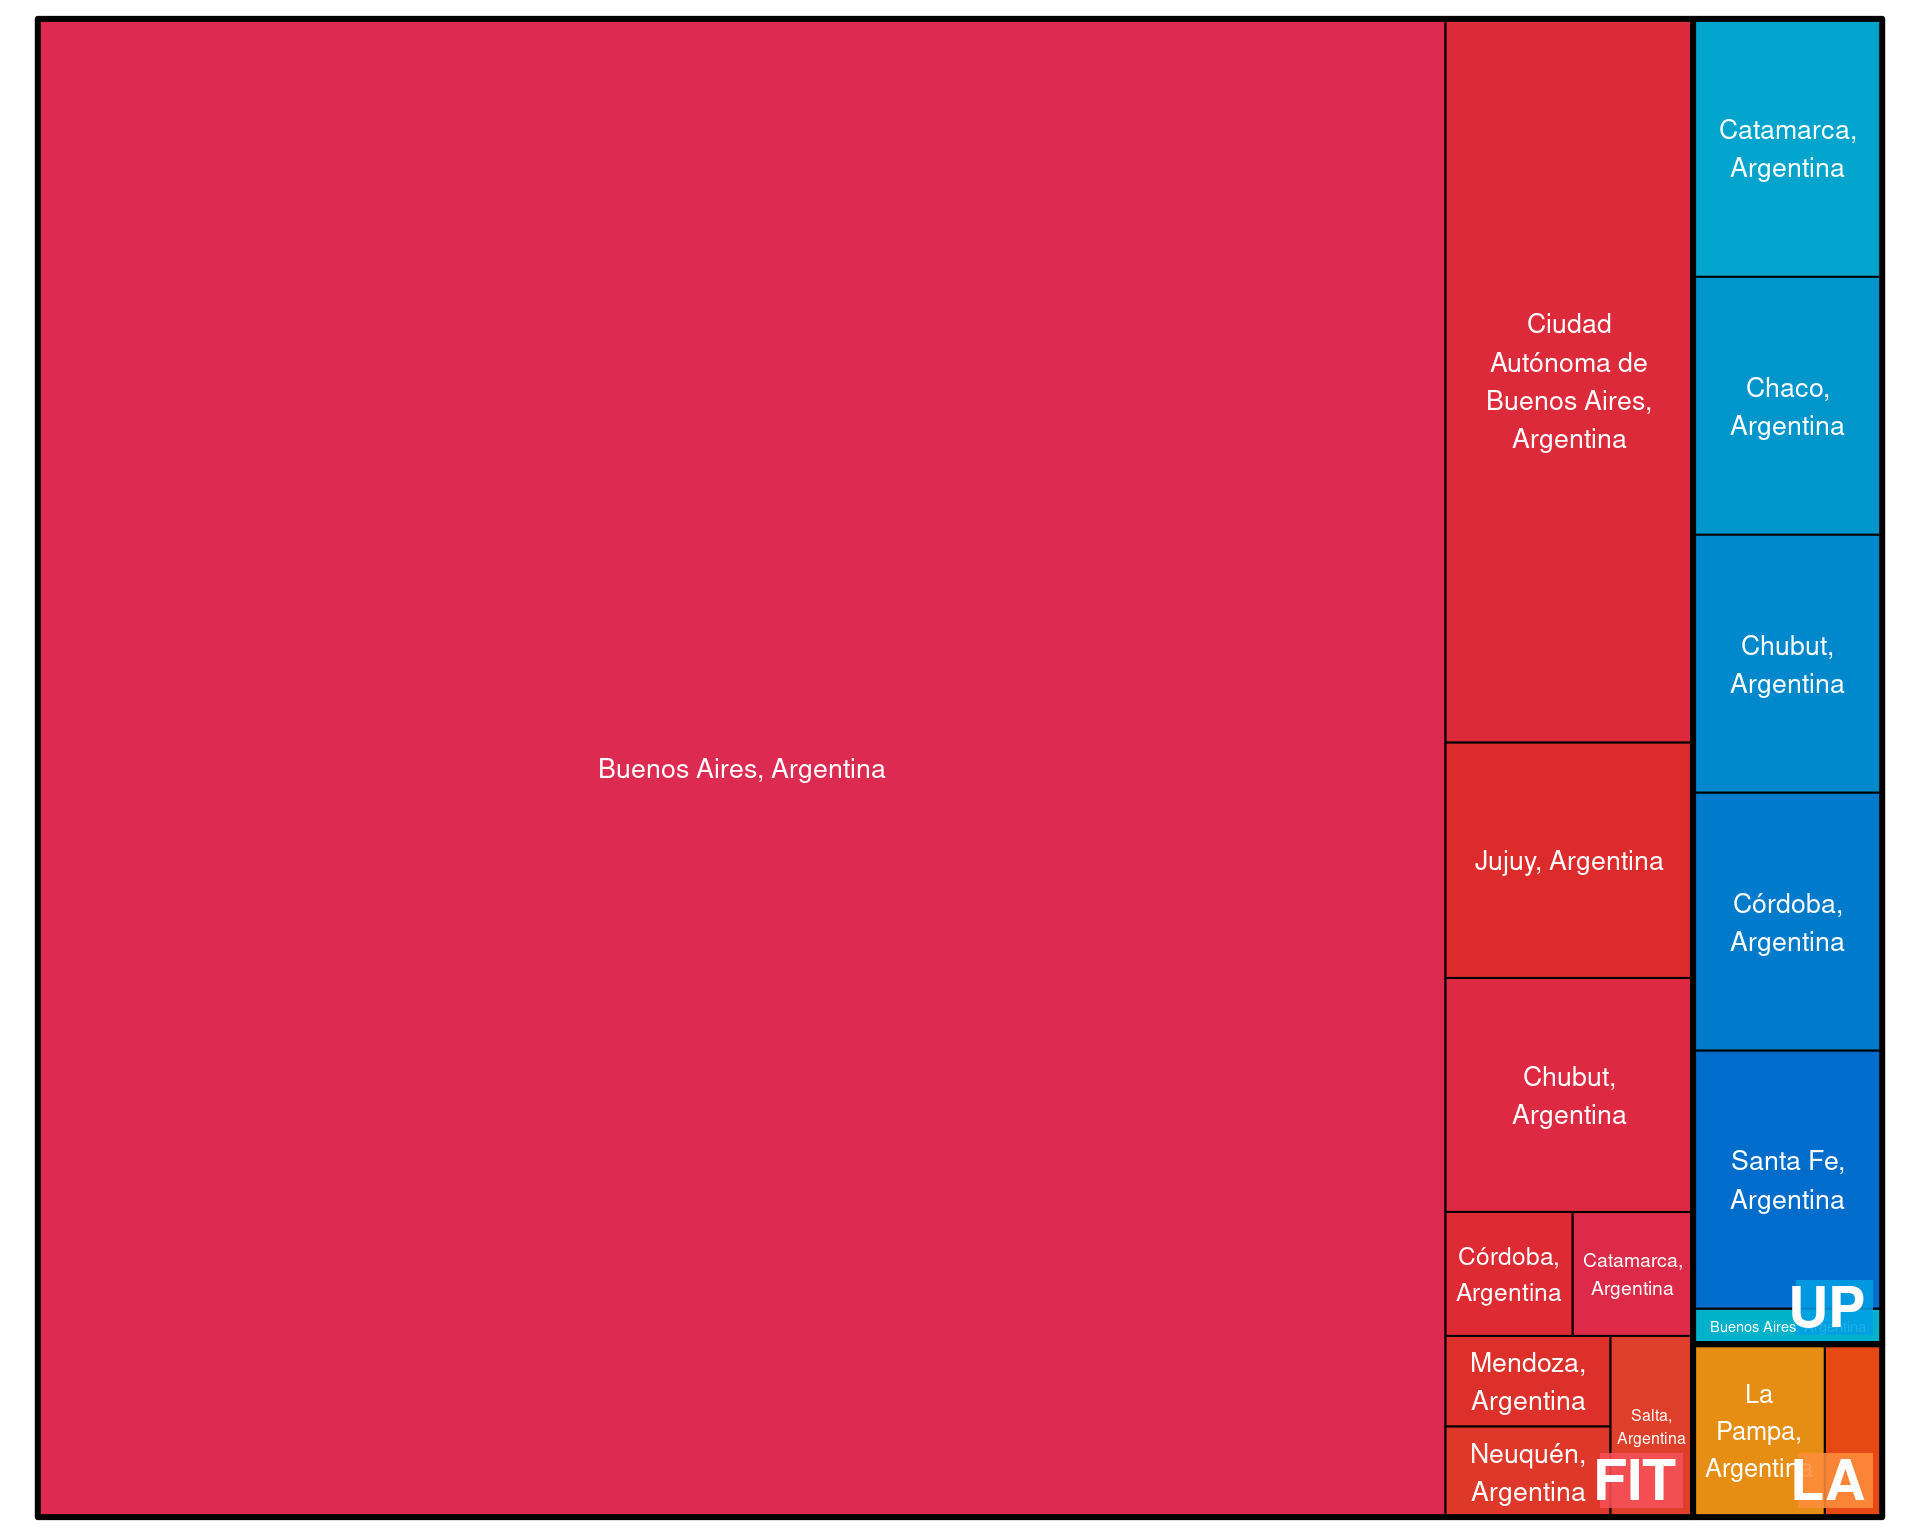 Buenos Aires, Argentina
Ciudad
Autónoma de
Buenos Aires,
Argentina
Jujuy, Argentina
Chubut,
Argentina
Córdoba,
Argentina
Catamarca,
Argentina
Mendoza,
Argentina
Neuquén,
Argentina
Salta,
Argentina
FIT
Catamarca,
Argentina
Chaco,
Argentina
Chubut,
Argentina
Córdoba,
Argentina
Santa Fe,
Argentina
Buenos Aires, Argentina
UP
La
Pampa,
Argentina
LA